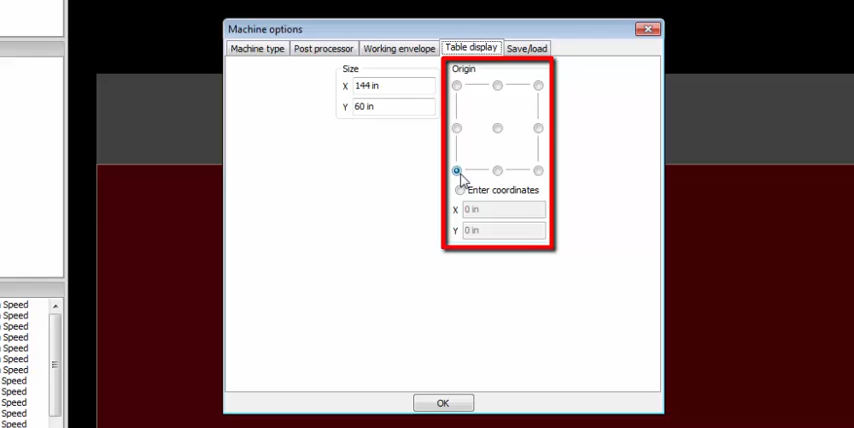 Machine options
Machine type
Post processor
Working envelope
Table display
Save/load
Size
X 144 in
Y 60 in
Origin
Enter coordinates
X 0 in
Y 0 in
OK
Speed
Speed
Speed
Speed
Speed
Speed
Speed
Speed
Speed
Speed
Speed
Speed